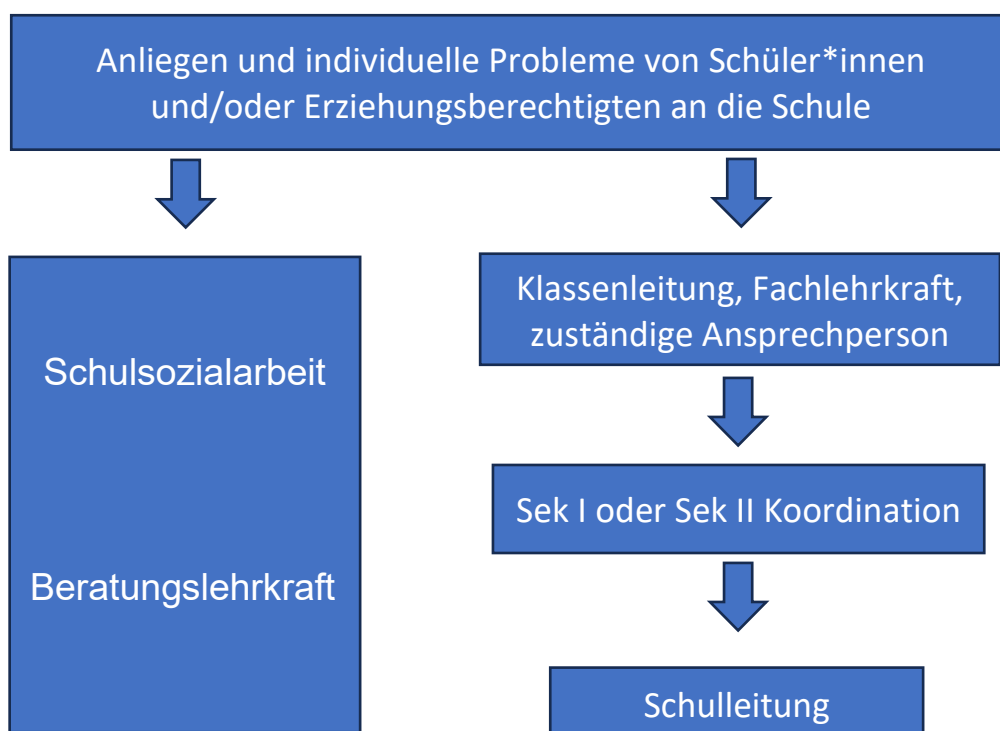 Anliegen und individuelle Probleme von Schüler*innen
und/oder Erziehungsberechtigten an die Schule
Schulsozialarbeit
Beratungslehrkraft
Klassenleitung, Fachlehrkraft,
zuständige Ansprechperson
Sek I oder Sek II Koordination
Schulleitung